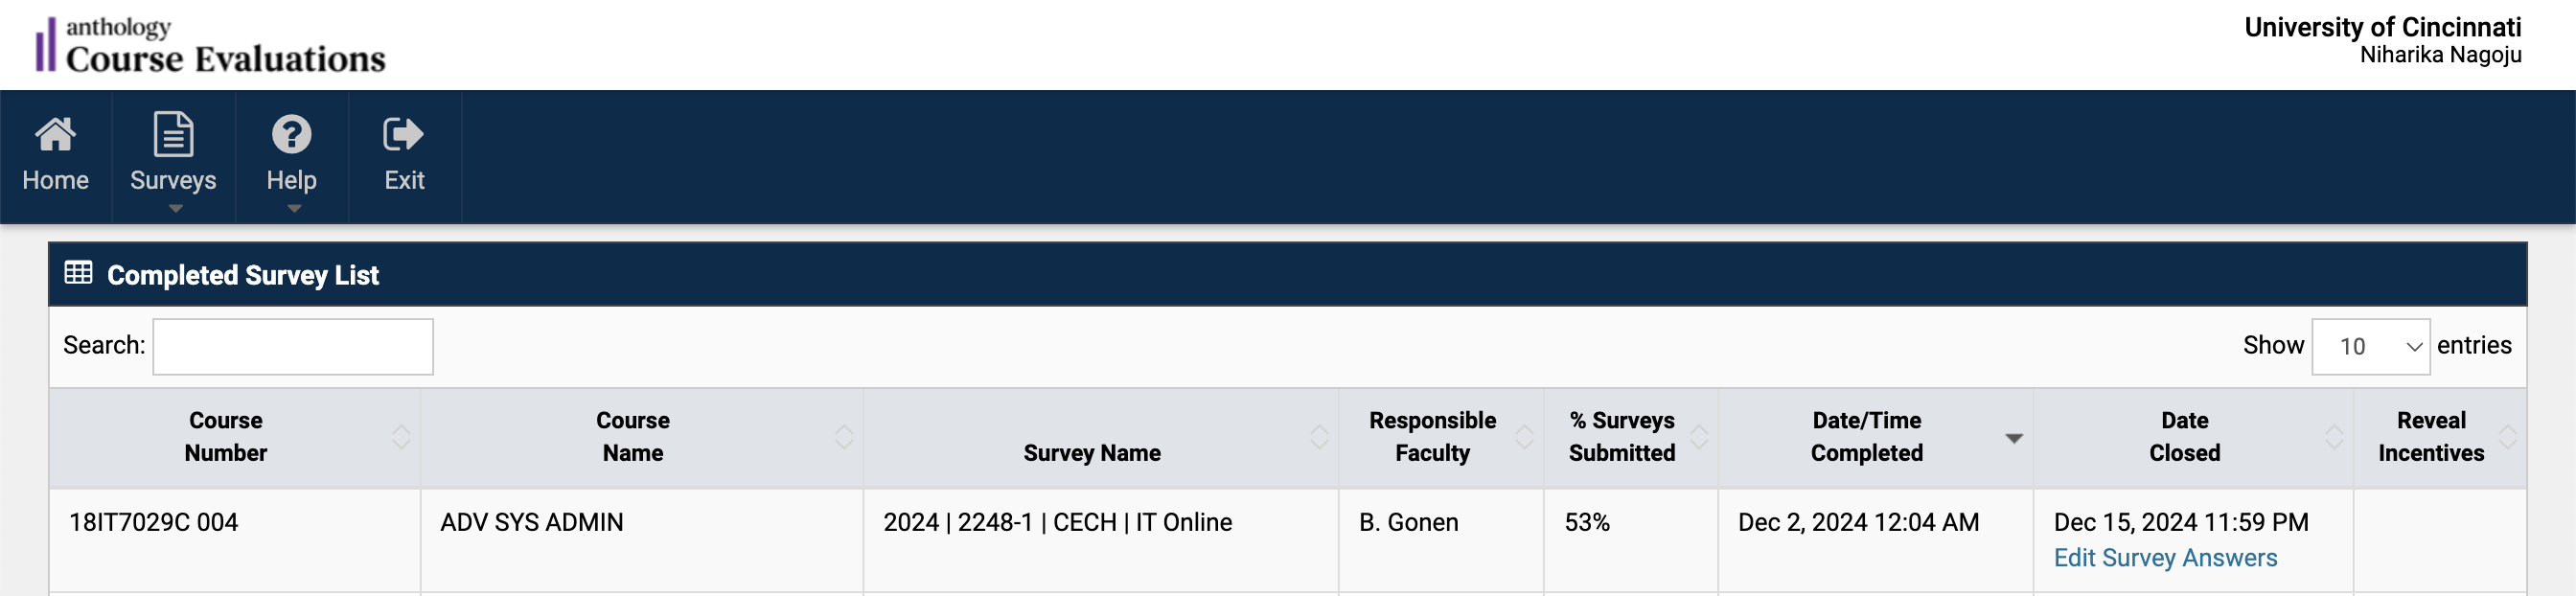 anthology
Course Evaluations
University of Cincinnati
Niharika Nagoju
Home
Surveys
Help
Exit
Completed Survey List
Search:
Show 10 entries
Course Number
Course Name
Survey Name
Responsible Faculty
% Surveys Submitted
Date/Time Completed
Date Closed
Reveal Incentives
18IT7029C 004
ADV SYS ADMIN
2024 | 2248-1 | CECH | IT Online
B. Gonen
53%
Dec 2, 2024 12:04 AM
Dec 15, 2024 11:59 PM
Edit Survey Answers